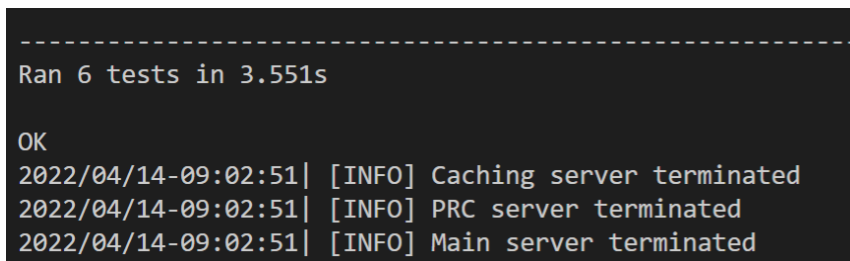 ---------------------------------------------------------
Ran 6 tests in 3.551s
OK
2022/04/14-09:02:51| [INFO] Caching server terminated
2022/04/14-09:02:51| [INFO] PRC server terminated
2022/04/14-09:02:51| [INFO] Main server terminated